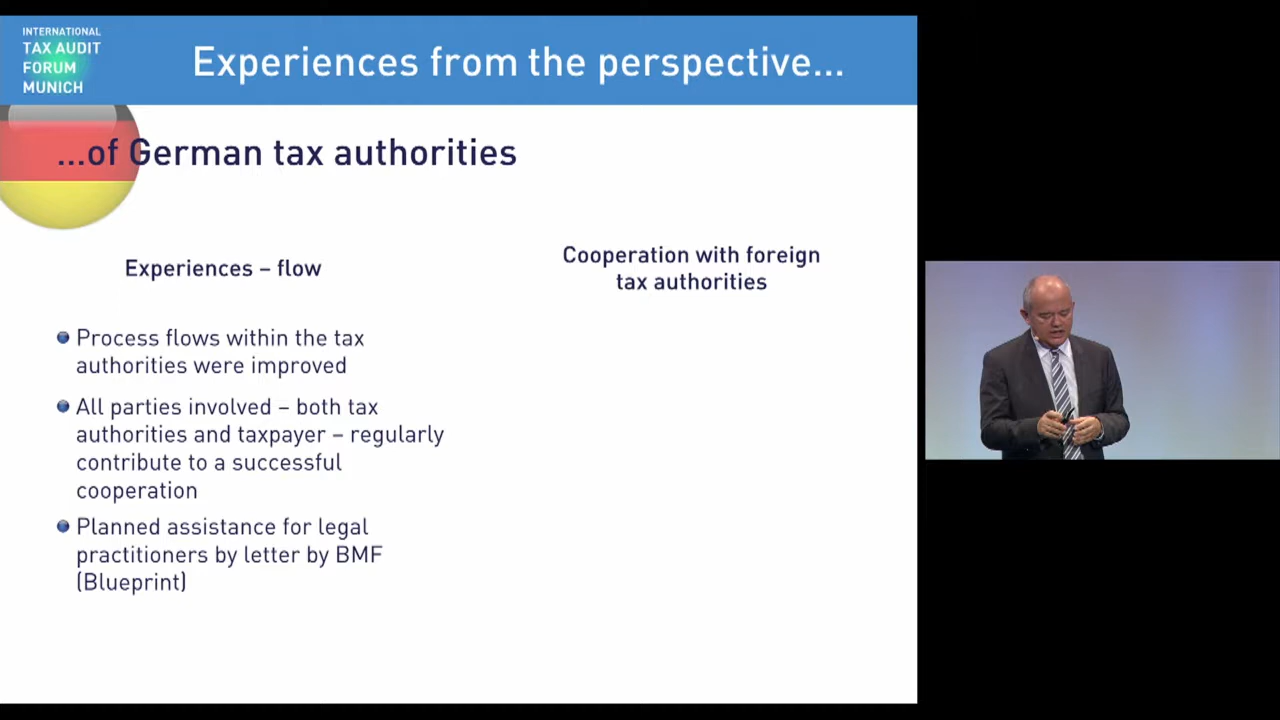 INTERNATIONAL
TAX AUDIT
FORUM
MUNICH
Experiences from the perspective...
...of German tax authorities
Experiences – flow
Process flows within the tax
authorities were improved
All parties involved – both tax
authorities and taxpayer – regularly
contribute to a successful
cooperation
Planned assistance for legal
practitioners by letter by BMF
(Blueprint)
Cooperation with foreign
tax authorities